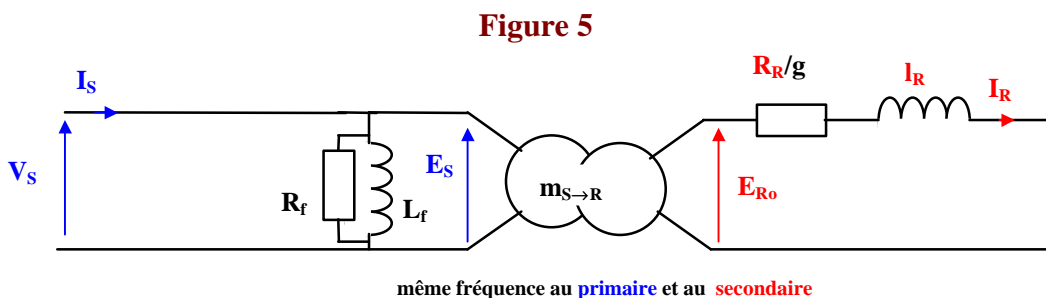 Figure 5
I_S
R_R/g
l_R
I_R
V_S
R_f
L_f
E_S
m_S→R
E_Ro
même fréquence au primaire et au secondaire